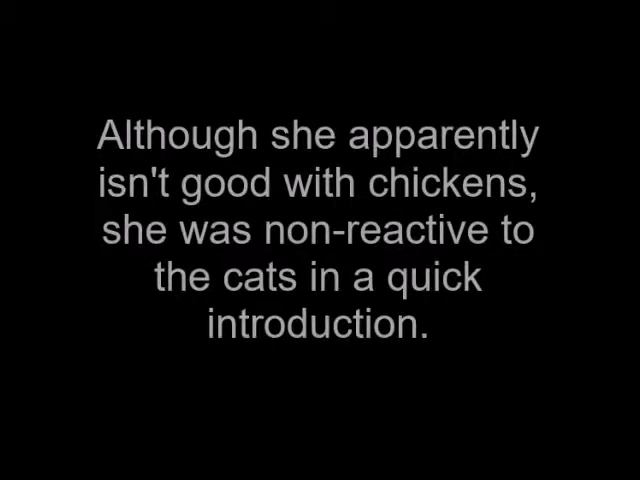 Although she apparently
isn't good with chickens,
she was non-reactive to
the cats in a quick
introduction.